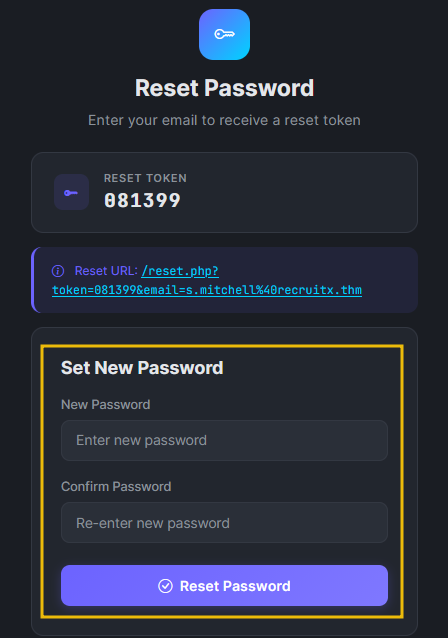 Reset Password
Enter your email to receive a reset token
RESET TOKEN
081399
Reset URL: /reset.php?
token=081399&email=s.mitchell%40recruitx.thm
Set New Password
New Password
Enter new password
Confirm Password
Re-enter new password
Reset Password